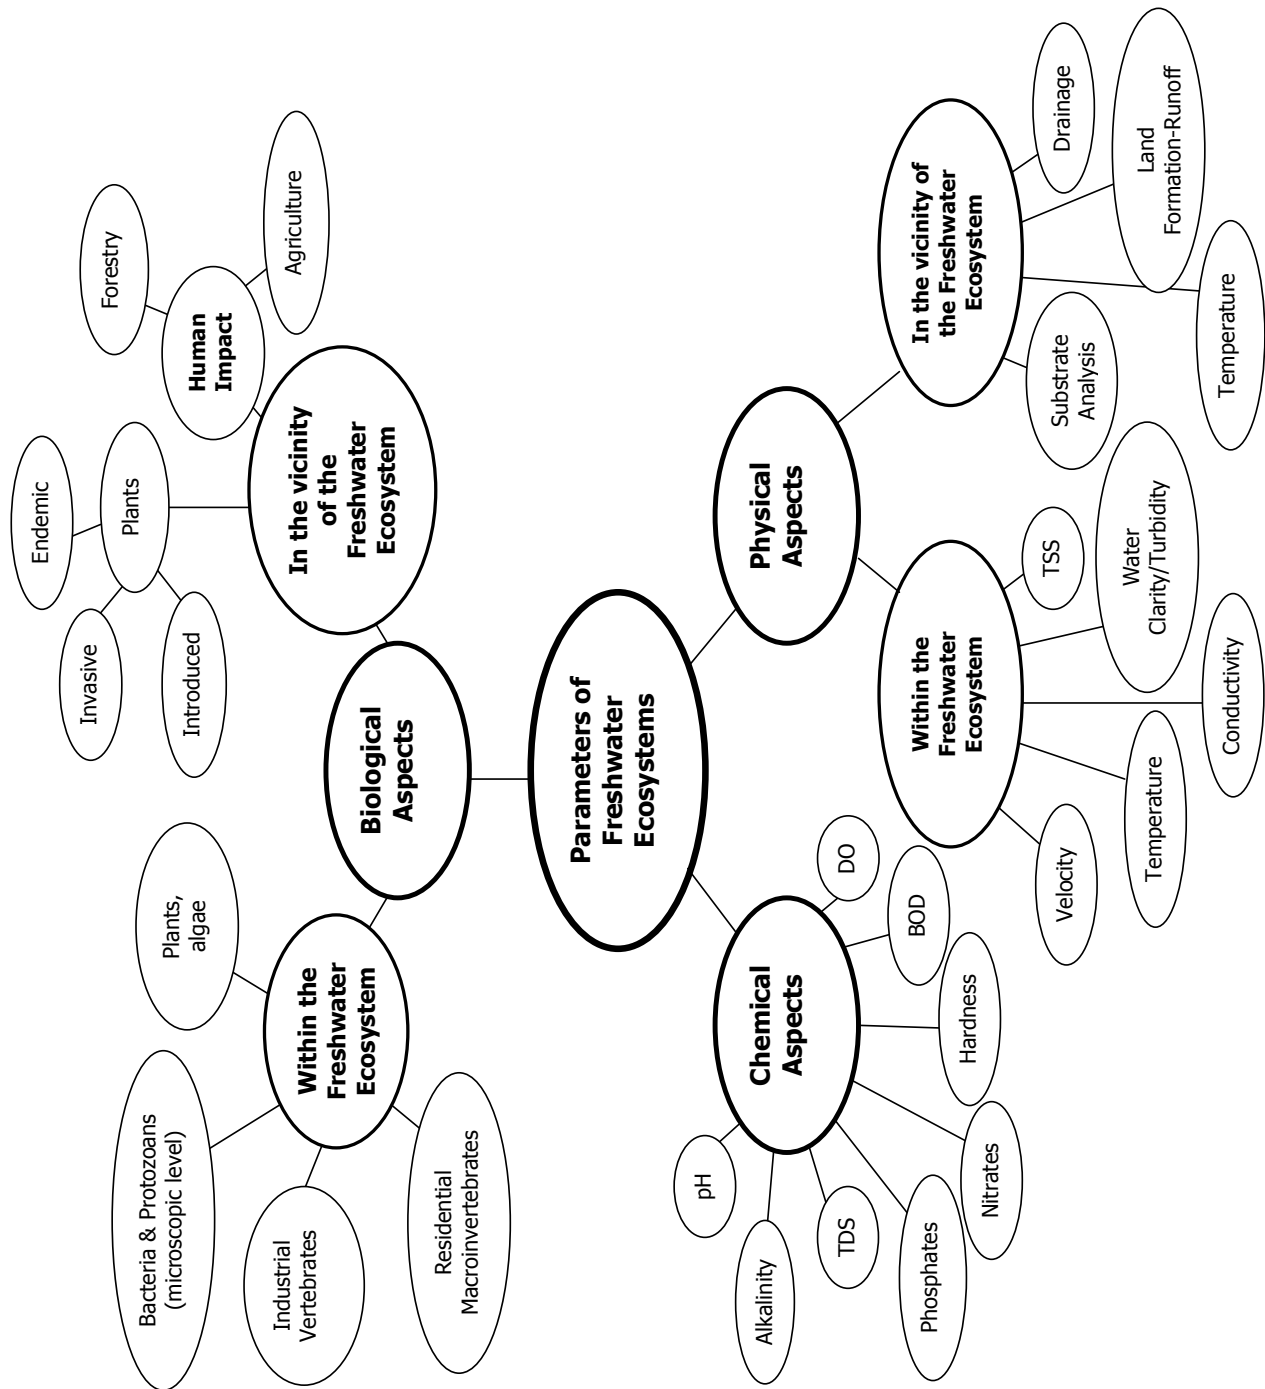 Parameters of
Freshwater
Ecosystems
Biological
Aspects
Within the
Freshwater
Ecosystem
Bacteria & Protozoans
(microscopic level)
Plants,
algae
Industrial
Vertebrates
Residential
Macroinvertebrates
In the vicinity
of the
Freshwater
Ecosystem
Plants
Endemic
Invasive
Introduced
Human
Impact
Forestry
Agriculture
Chemical
Aspects
pH
Alkalinity
TDS
Phosphates
Nitrates
Hardness
BOD
DO
Physical
Aspects
Within the
Freshwater
Ecosystem
Velocity
Temperature
Conductivity
Water
Clarity/Turbidity
TSS
In the vicinity of
the Freshwater
Ecosystem
Substrate
Analysis
Temperature
Land
Formation-Runoff
Drainage